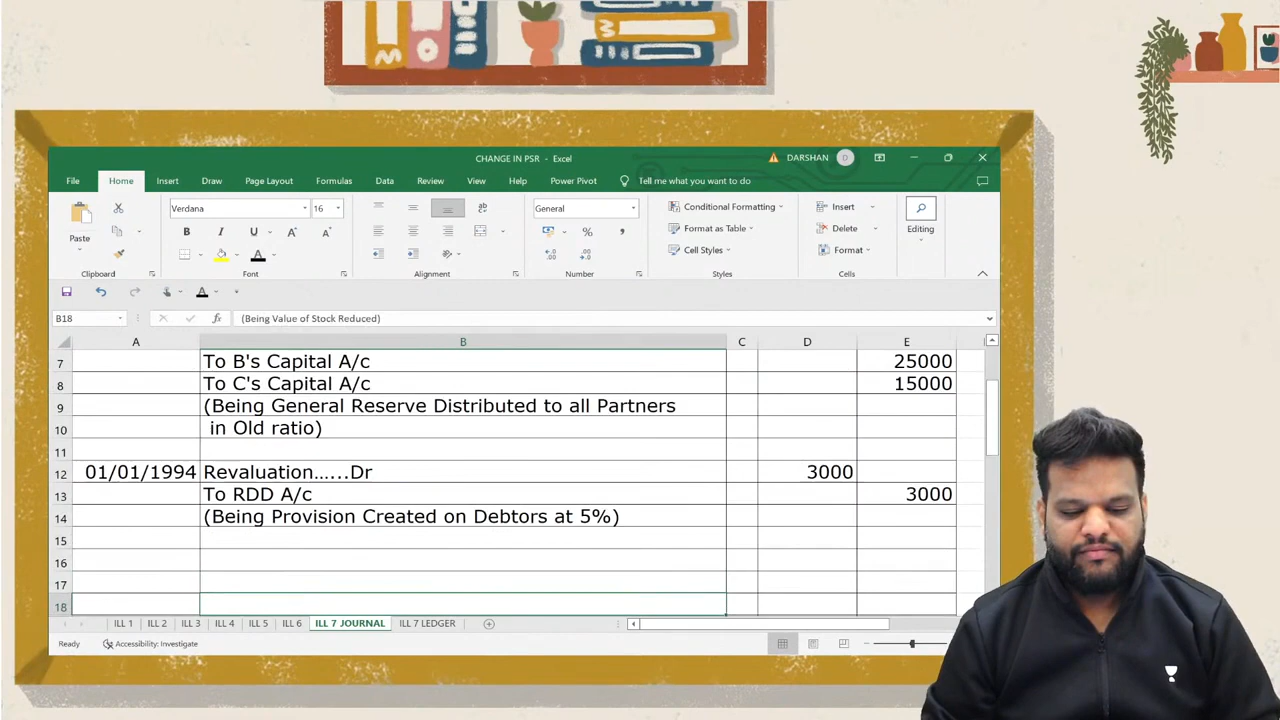 CHANGE IN PSR - Excel
DARSHAN
D
File Home Insert Draw Page Layout Formulas Data Review View Help Power Pivot Tell me what you want to do
Verdana 16 General
Paste
B I U A A
ab
% ,
Conditional Formatting
Format as Table
Cell Styles
Insert
Delete
Format
Editing
Clipboard Font Alignment Number Styles Cells
B18 fx (Being Value of Stock Reduced)
A B C D E
7 To B's Capital A/c 25000
8 To C's Capital A/c 15000
9 (Being General Reserve Distributed to all Partners
10 in Old ratio)
11
12 01/01/1994 Revaluation......Dr 3000
13 To RDD A/c 3000
14 (Being Provision Created on Debtors at 5%)
15
16
17
18
ILL 1 ILL 2 ILL 3 ILL 4 ILL 5 ILL 6 ILL 7 JOURNAL ILL 7 LEDGER
Ready Accessibility: Investigate